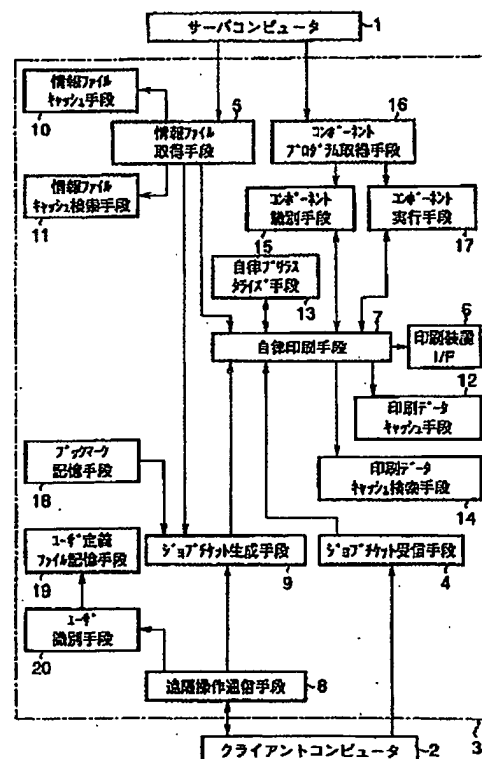 サーバコンピュータ
1
情報ファイル
キャッシュ手段
10
5
情報ファイル
取得手段
16
コンポーネント
プログラム取得手段
情報ファイル
キャッシュ検索手段
11
コンポーネント
識別手段
15
コンポーネント
実行手段
17
自律プリラス
タライズ手段
13
7
自律印刷手段
6
印刷装置
I/F
12
印刷データ
キャッシュ手段
印刷データ
キャッシュ検索手段
14
ブックマーク
記憶手段
18
ユーザ定義
ファイル記憶手段
19
ジョブチケット生成手段
9
ジョブチケット受信手段
4
ユーザ
識別手段
20
遠隔操作通信手段
8
クライアントコンピュータ
2
3